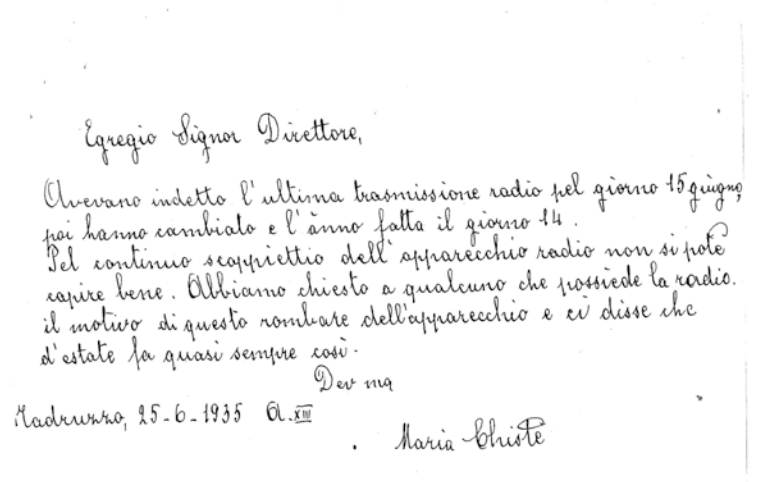 Egregio Signor Direttore,
Avevano indetto l'ultima trasmissione radio pel giorno 15 giugno,
poi hanno cambiato e l'ànno fatta il giorno 14.
Pel continuo scoppiettio dell'apparecchio radio non si potè
capire bene. Abbiamo chiesto a qualcuno che possiede la radio.
il motivo di questo rombare dell'apparecchio e ci disse che
d'estate fa quasi sempre così.
Dev ma
Madruzzo, 25-6-1935 A. XIII
Maria Chistè